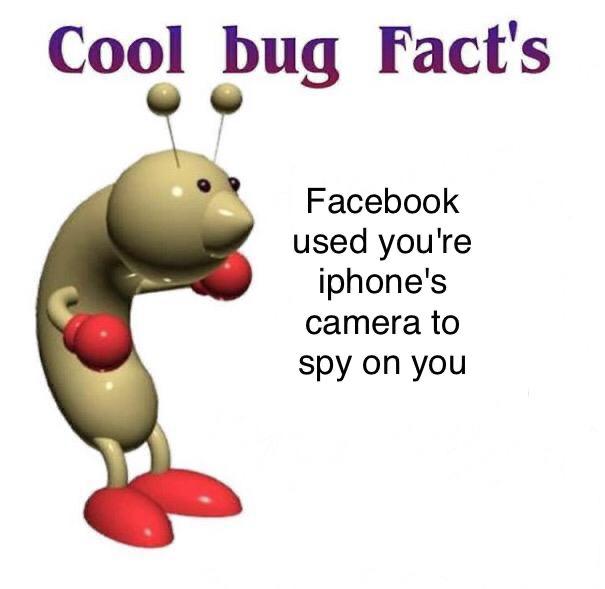 Cool bug Fact's
Facebook
used you're
iphone's
camera to
spy on you